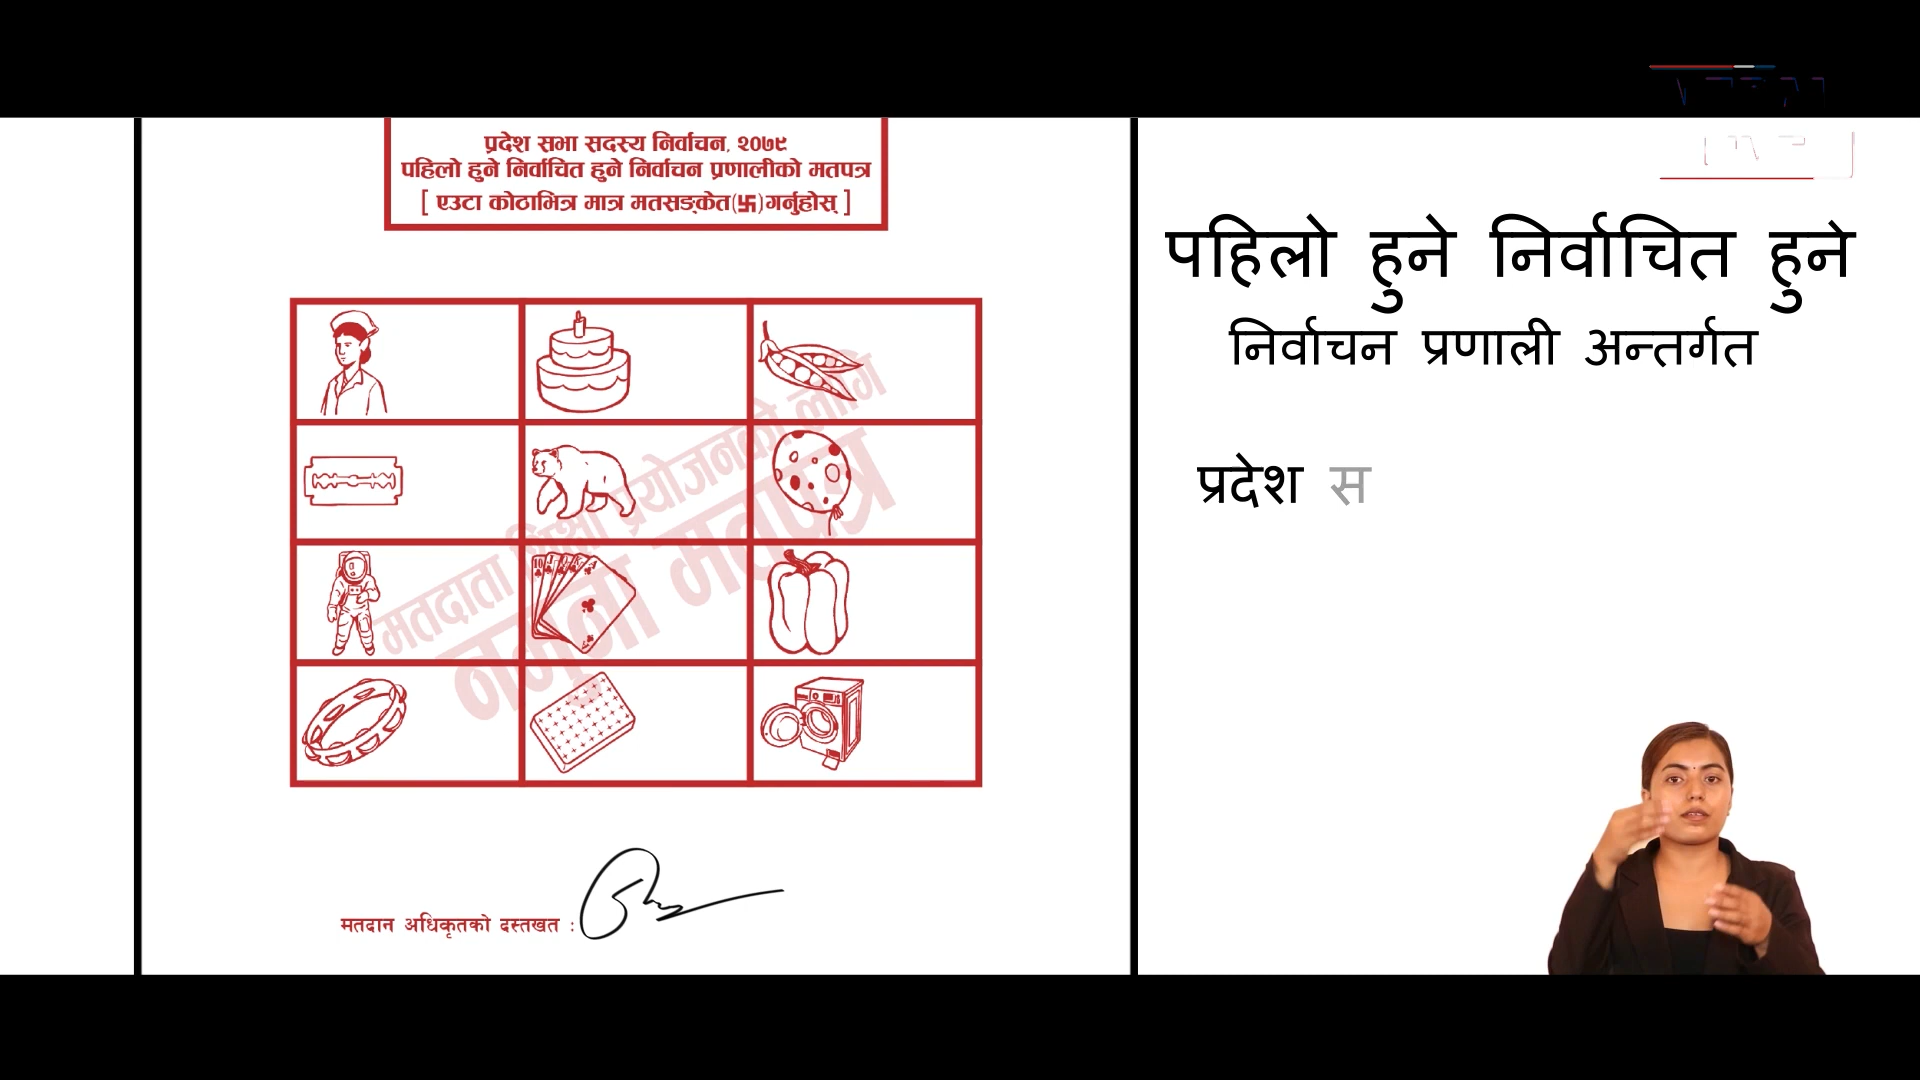 प्रदेश सभा सदस्य निर्वाचन, २०७९
पहिलो हुने निर्वाचित हुने निर्वाचन प्रणालीको मतपत्र
[ एउटा कोठाभित्र मात्र मतसङ्केत(卐)गर्नुहोस् ]
मतदाता शिक्षा प्रयोजनको लागि
नमूना मतपत्र
मतदान अधिकृतको दस्तखत :
पहिलो हुने निर्वाचित हुने
निर्वाचन प्रणाली अन्तर्गत
प्रदेश स